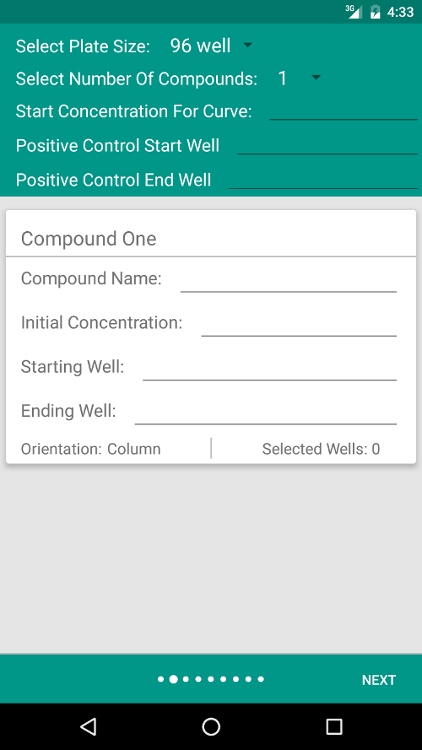 3G 4:33
Select Plate Size: 96 well
Select Number Of Compounds: 1
Start Concentration For Curve:
Positive Control Start Well
Positive Control End Well
Compound One
Compound Name:
Initial Concentration:
Starting Well:
Ending Well:
Orientation: Column Selected Wells: 0
NEXT